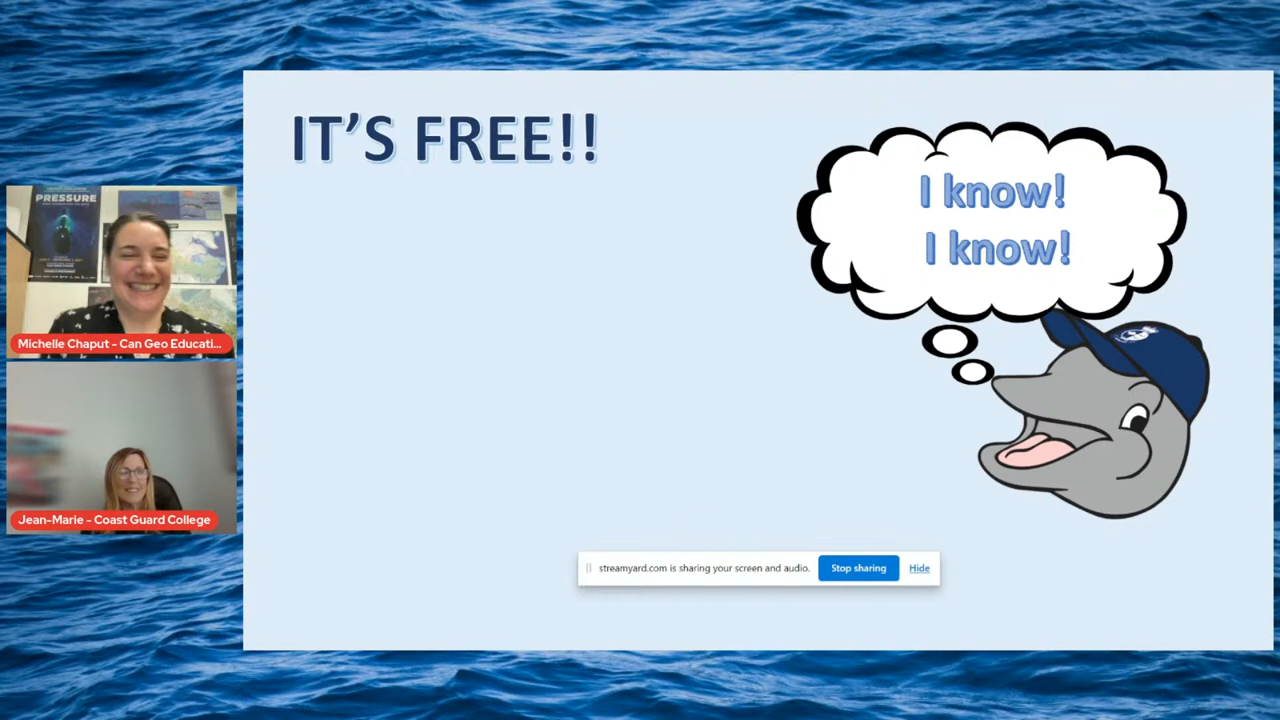 IT'S FREE!!
I know!
I know!
PRESSURE
Michelle Chaput - Can Geo Educati...
Jean-Marie - Coast Guard College
streamyard.com is sharing your screen and audio.
Stop sharing
Hide